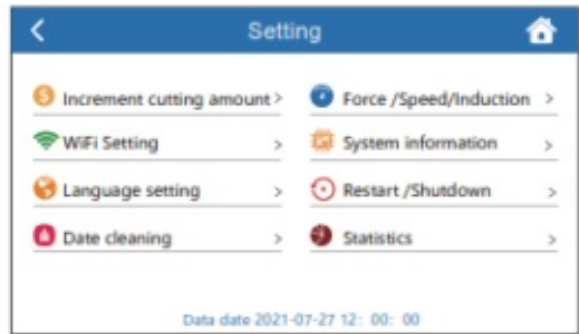 Setting
Increment cutting amount >
Force /Speed/Induction >
WiFi Setting >
System information >
Language setting >
Restart /Shutdown >
Date cleaning >
Statistics >
Data date 2021-07-27 12: 00: 00